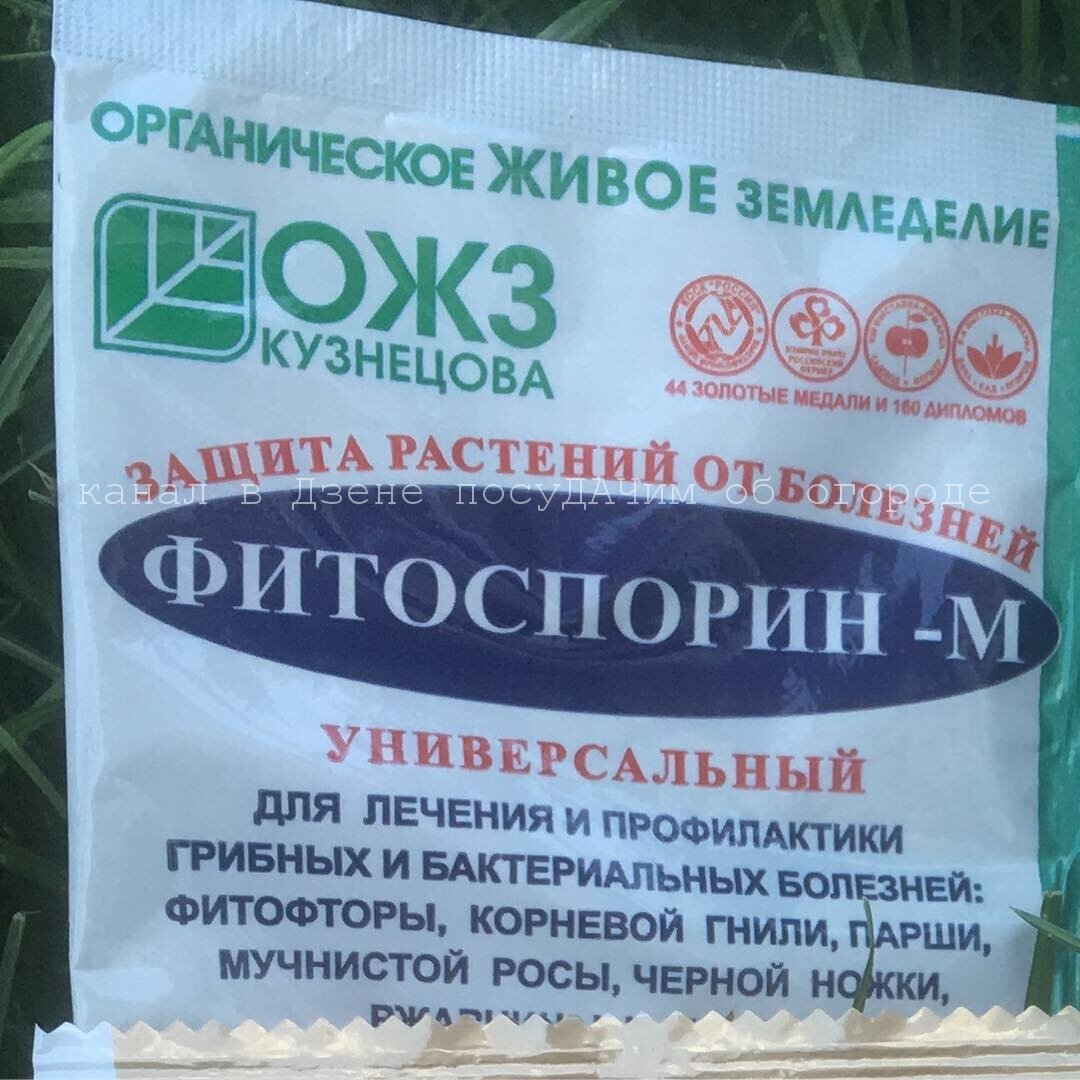 ОРГАНИЧЕСКОЕ ЖИВОЕ ЗЕМЛЕДЕЛИЕ
ОЖЗ
КУЗНЕЦОВА
44 ЗОЛОТЫЕ МЕДАЛИ И 160 ДИПЛОМОВ
ЗАЩИТА РАСТЕНИЙ ОТ БОЛЕЗНЕЙ
канал в Дзене посуДАЧим об огороде
ФИТОСПОРИН -М
УНИВЕРСАЛЬНЫЙ
ДЛЯ ЛЕЧЕНИЯ И ПРОФИЛАКТИКИ
ГРИБНЫХ И БАКТЕРИАЛЬНЫХ БОЛЕЗНЕЙ:
ФИТОФТОРЫ, КОРНЕВОЙ ГНИЛИ, ПАРШИ,
МУЧНИСТОЙ РОСЫ, ЧЕРНОЙ НОЖКИ,